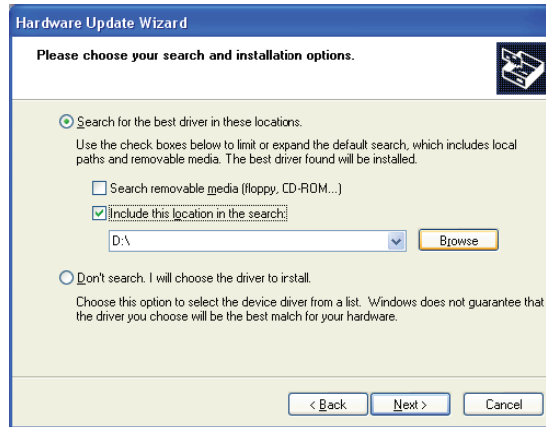 Hardware Update Wizard
Please choose your search and installation options.
Search for the best driver in these locations.
Use the check boxes below to limit or expand the default search, which includes local
paths and removable media. The best driver found will be installed.
Search removable media (floppy, CD-ROM...)
Include this location in the search:
D:\
Browse
Don't search. I will choose the driver to install.
Choose this option to select the device driver from a list. Windows does not guarantee that
the driver you choose will be the best match for your hardware.
< Back Next > Cancel